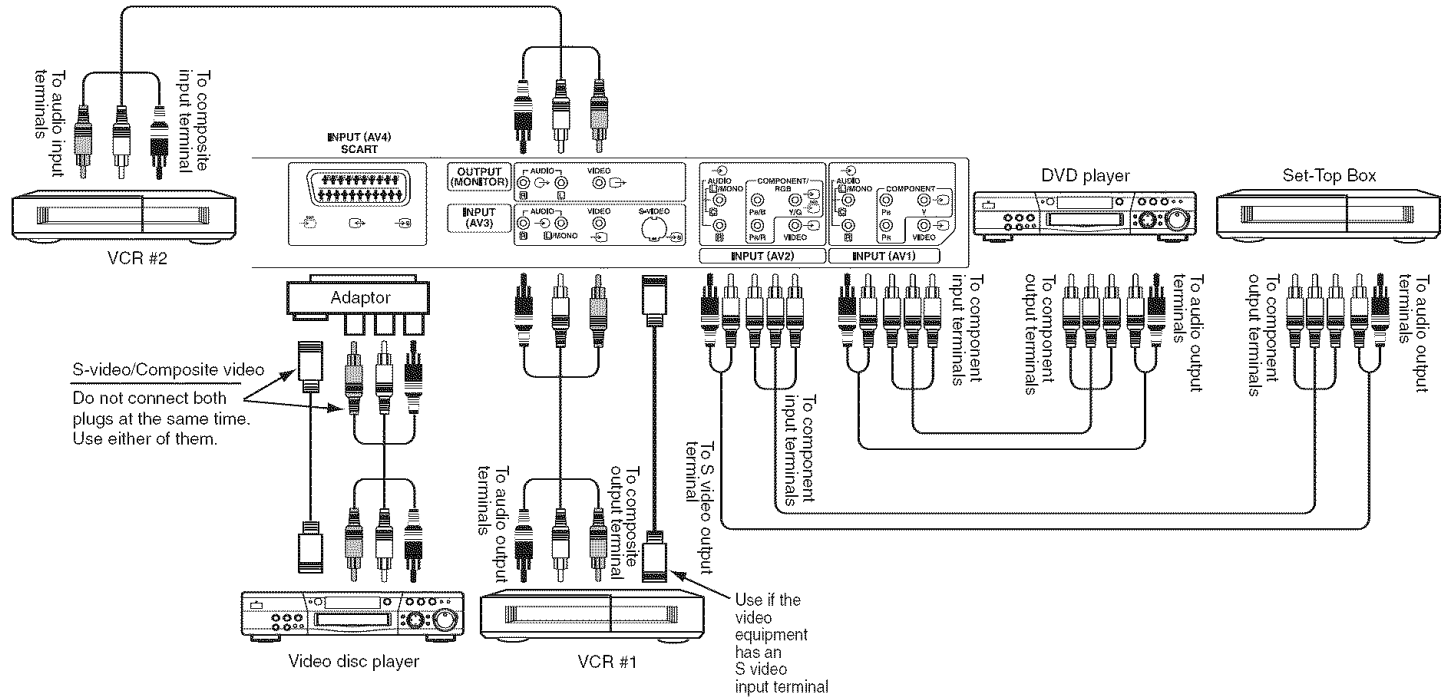 To audio input
terminals
To composite
input terminal
VCR #2
INPUT (AV4)
SCART
OUTPUT
(MONITOR)
AUDIO
VIDEO
R
L
INPUT
(AV3)
AUDIO
VIDEO
S-VIDEO
R
L/MONO
AUDIO
L/MONO
COMPONENT/
RGB
PB/B
Y/G
R
PR/R
VIDEO
INPUT (AV2)
AUDIO
L/MONO
COMPONENT
PB
Y
R
PR
VIDEO
INPUT (AV1)
DVD player
Set-Top Box
Adaptor
S-video/Composite video
Do not connect both
plugs at the same time.
Use either of them.
To component
input terminals
To component
output terminals
To audio output
terminals
To component
output terminals
To audio output
terminals
To component
input terminals
To S video output
terminal
To audio output
terminals
To composite
output terminal
Use if the
video
equipment
has an
S video
input terminal
Video disc player
VCR #1